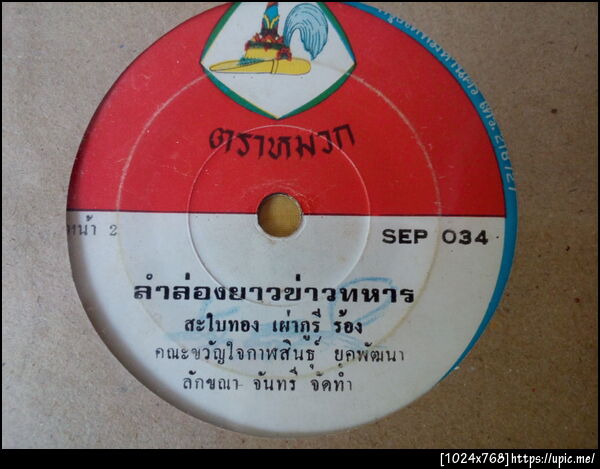 ตราหมวก
หน้า 2
SEP 034
ลำล่องยาวข่าวทหาร
สะใบทอง เผ่าภูรี ร้อง
คณะขวัญใจกาฬสินธุ์ ยุคพัฒนา
ลักขณา จันทรี จัดทำ
[1024x768]https://upic.me/